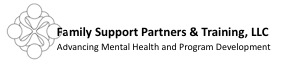 Family Support Partners & Training, LLC
Advancing Mental Health and Program Development